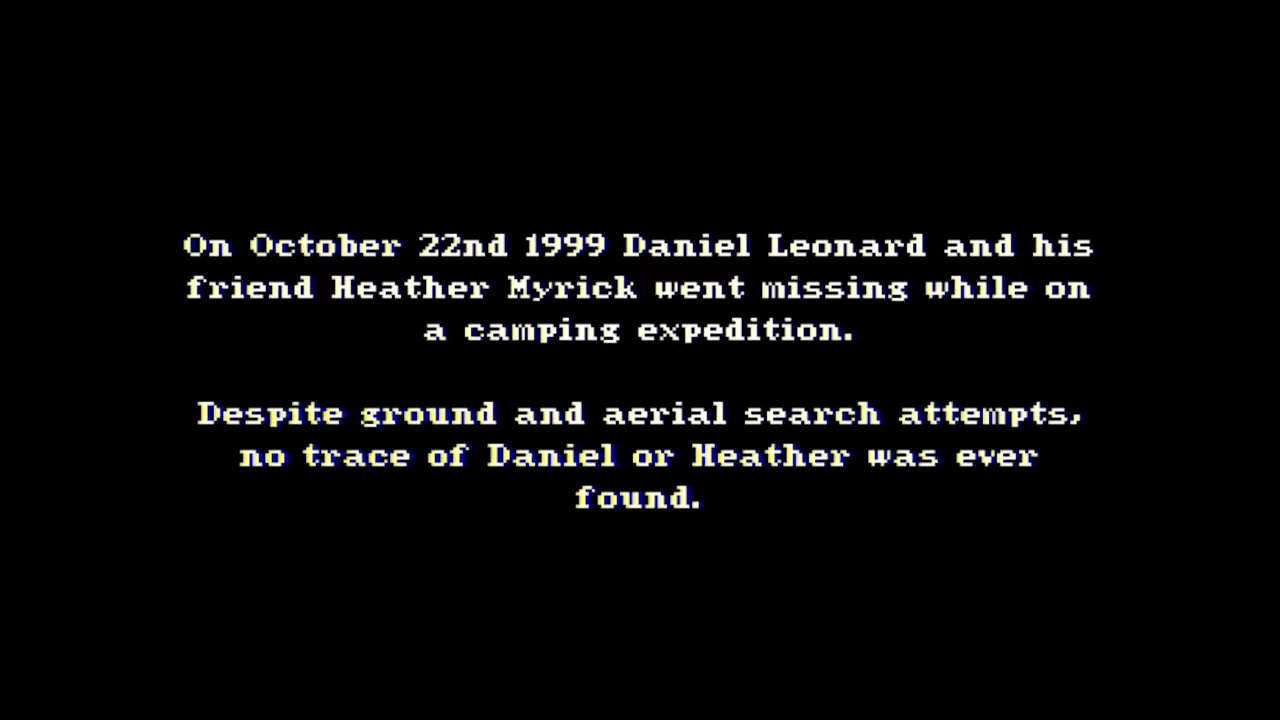 On October 22nd 1999 Daniel Leonard and his
friend Heather Myrick went missing while on
a camping expedition.
Despite ground and aerial search attempts,
no trace of Daniel or Heather was ever
found.